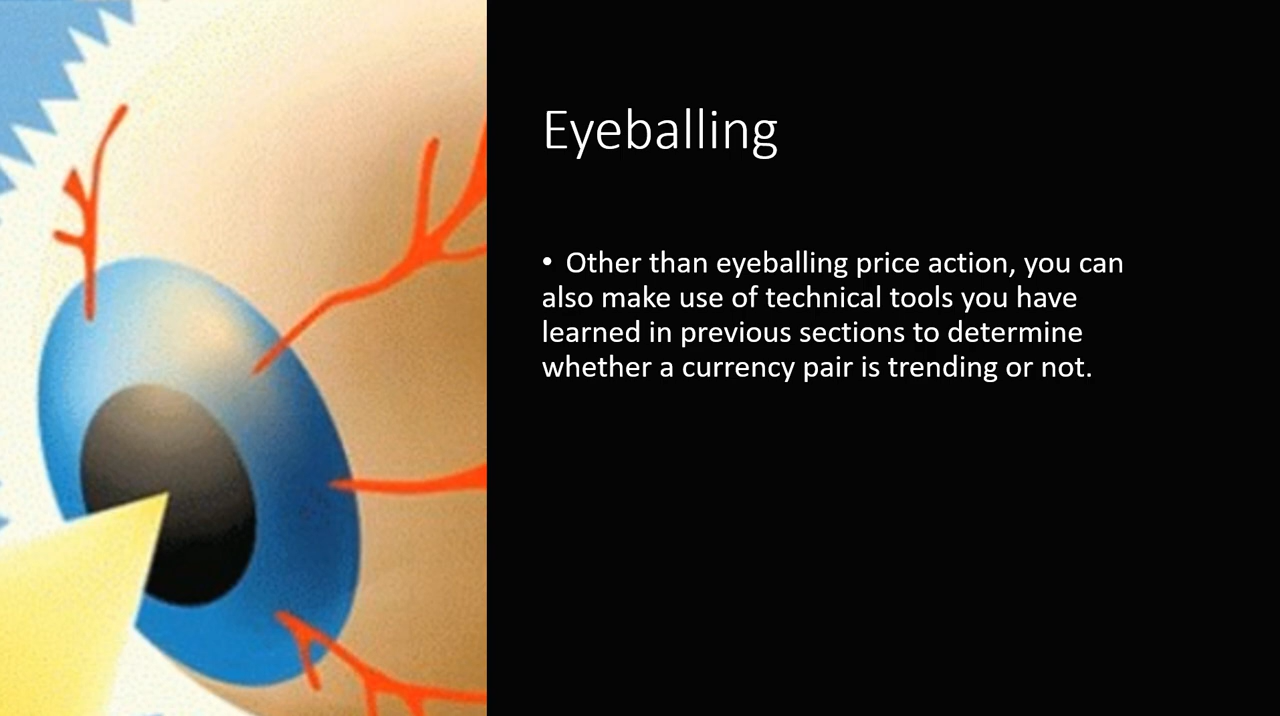 Eyeballing
• Other than eyeballing price action, you can
also make use of technical tools you have
learned in previous sections to determine
whether a currency pair is trending or not.